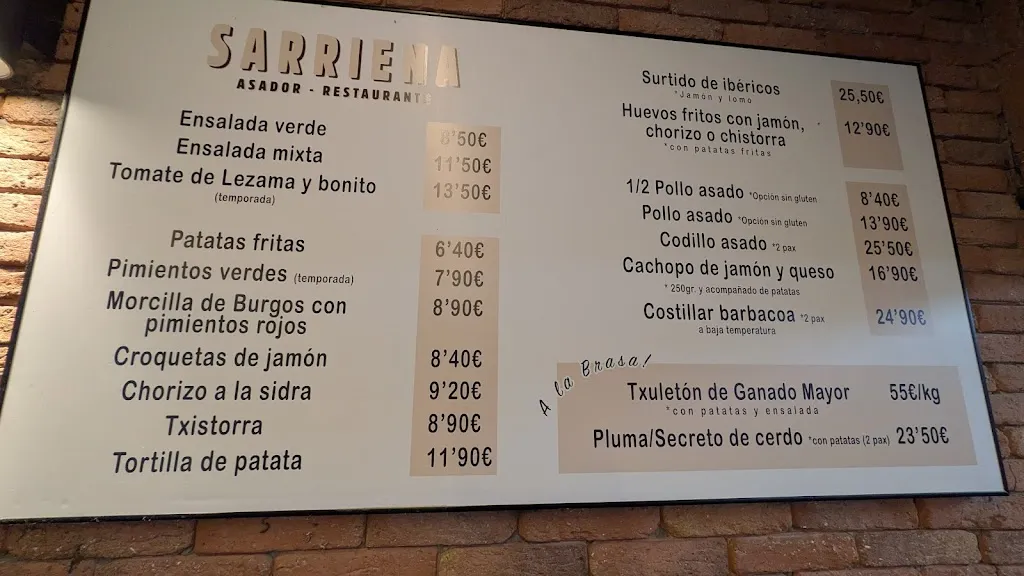 SARRIENA
ASADOR - RESTAURANTE
Ensalada verde 8'50€
Ensalada mixta 11'50€
Tomate de Lezama y bonito 13'50€
(temporada)
Patatas fritas 6'40€
Pimientos verdes (temporada) 7'90€
Morcilla de Burgos con 8'90€
pimientos rojos
Croquetas de jamón 8'40€
Chorizo a la sidra 9'20€
Txistorra 8'90€
Tortilla de patata 11'90€
Surtido de ibéricos 25,50€
*Jamón y lomo
Huevos fritos con jamón, 12'90€
chorizo o chistorra
*con patatas fritas
1/2 Pollo asado *Opción sin gluten 8'40€
Pollo asado *Opción sin gluten 13'90€
Codillo asado *2 pax 25'50€
Cachopo de jamón y queso 16'90€
* 250gr. y acompañado de patatas
Costillar barbacoa *2 pax 24'90€
a baja temperatura
A la Brasa!
Txuletón de Ganado Mayor 55€/kg
*con patatas y ensalada
Pluma/Secreto de cerdo *con patatas (2 pax) 23'50€